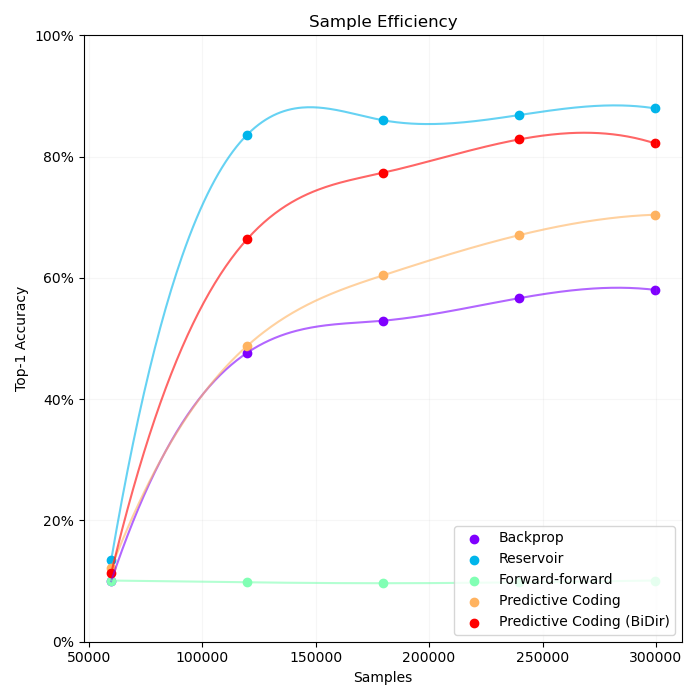 Sample Efficiency
100%
80%
60%
40%
20%
0%
Top-1 Accuracy
Backprop
Reservoir
Forward-forward
Predictive Coding
Predictive Coding (BiDir)
50000 100000 150000 200000 250000 300000
Samples